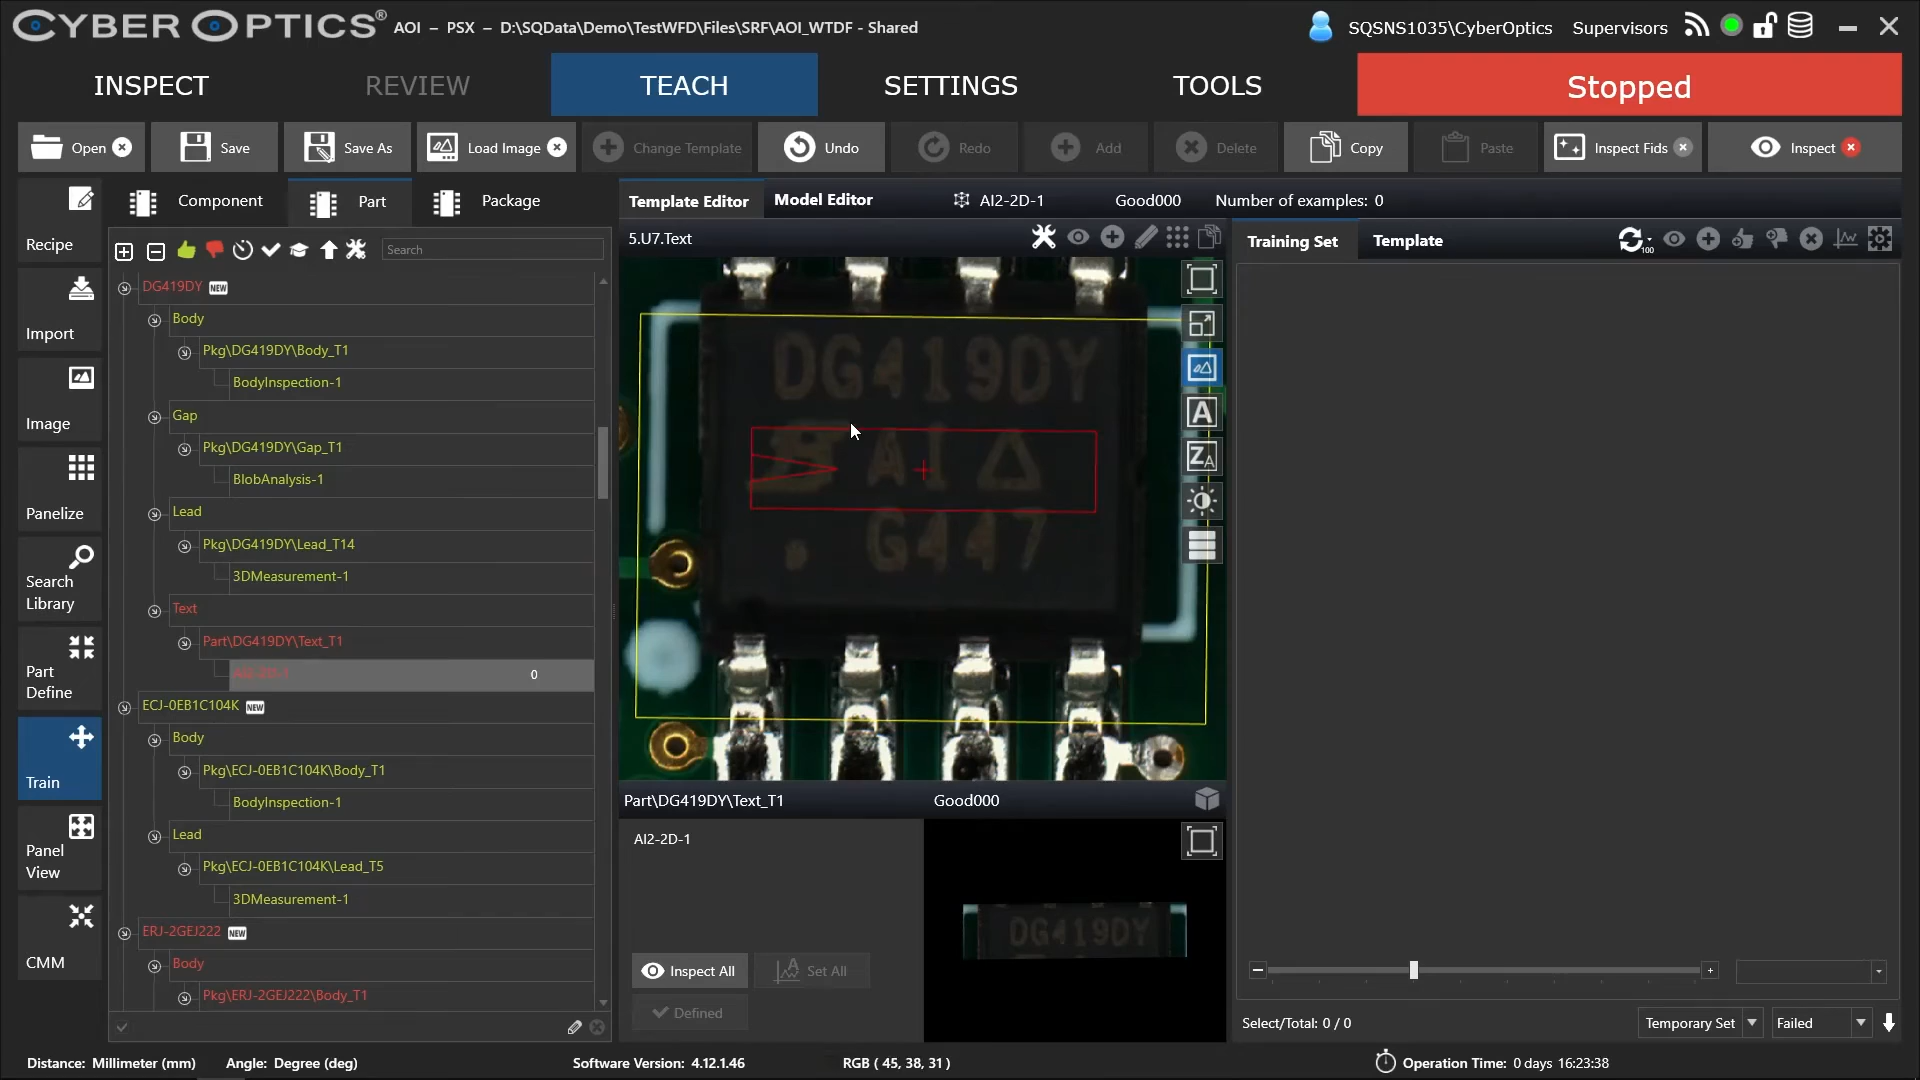 CYBEROPTICS® AOI – PSX – D:\SQData\Demo\TestWFD\Files\SRF\AOI_WTDF - Shared SQSNS1035\CyberOptics Supervisors
INSPECT REVIEW TEACH SETTINGS TOOLS Stopped
Open Save Save As Load Image Change Template Undo Redo Add Delete Copy Paste Inspect Fids Inspect
Recipe
Import
Image
Panelize
Search Library
Part Define
Train
Panel View
CMM
Component Part Package
Search
DG419DY NEW
Body
Pkg\DG419DY\Body_T1
BodyInspection-1
Gap
Pkg\DG419DY\Gap_T1
BlobAnalysis-1
Lead
Pkg\DG419DY\Lead_T14
3DMeasurement-1
Text
Part\DG419DY\Text_T1
AI2-2D-1 0
ECJ-0EB1C104K NEW
Body
Pkg\ECJ-0EB1C104K\Body_T1
BodyInspection-1
Lead
Pkg\ECJ-0EB1C104K\Lead_T5
3DMeasurement-1
ERJ-2GEJ222 NEW
Body
Pkg\ERJ-2GEJ222\Body_T1
Template Editor Model Editor AI2-2D-1 Good000 Number of examples: 0
5.U7.Text
DG419DY
AI
G447
A
ZA
Part\DG419DY\Text_T1 Good000
AI2-2D-1
DG419DY
Inspect All Set All
Defined
Training Set Template
100
Select/Total: 0 / 0 Temporary Set Failed
Distance: Millimeter (mm) Angle: Degree (deg) Software Version: 4.12.1.46 RGB ( 45, 38, 31 ) Operation Time: 0 days 16:23:38